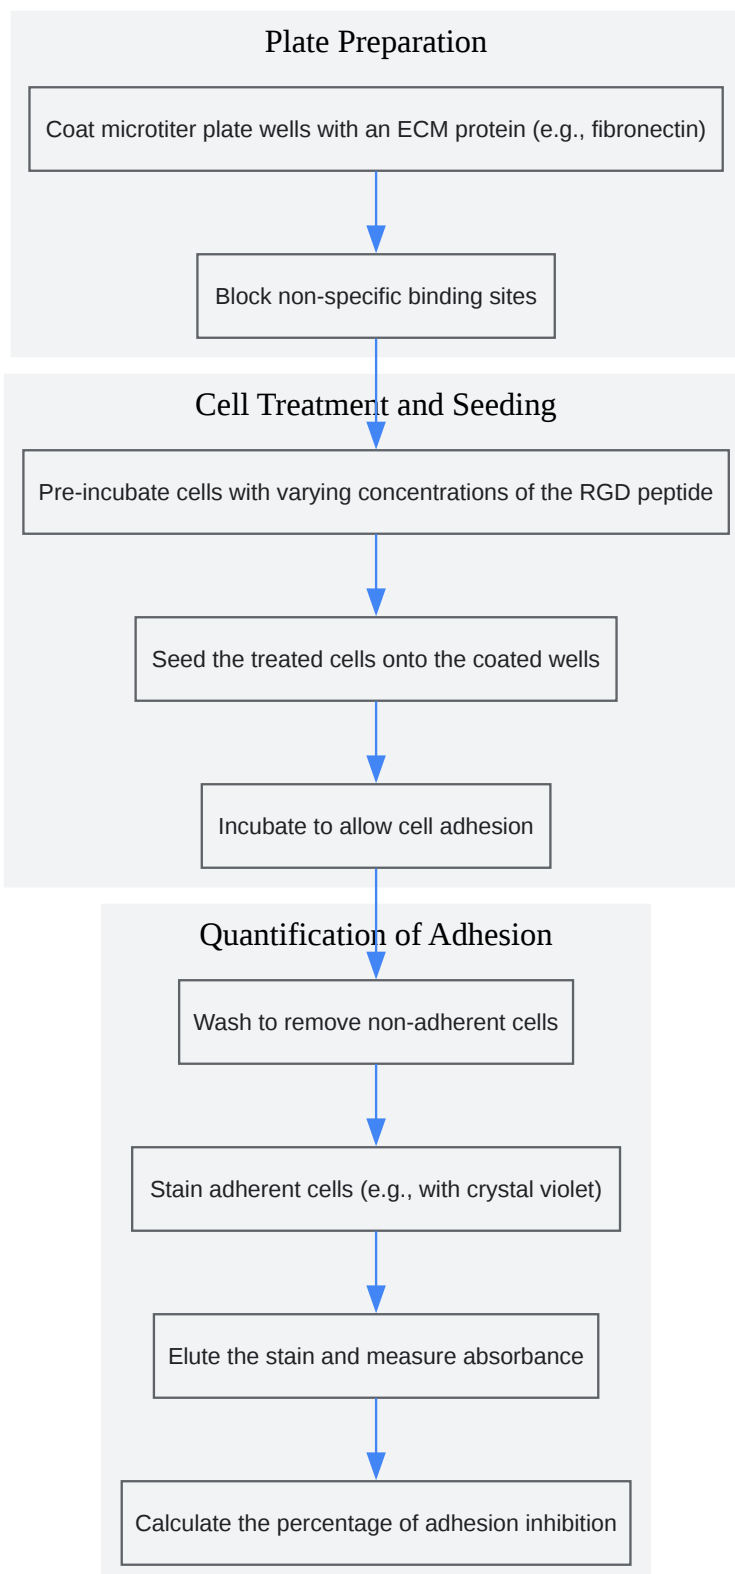 Plate Preparation
Coat microtiter plate wells with an ECM protein (e.g., fibronectin)
Block non-specific binding sites
Cell Treatment and Seeding
Pre-incubate cells with varying concentrations of the RGD peptide
Seed the treated cells onto the coated wells
Incubate to allow cell adhesion
Quantification of Adhesion
Wash to remove non-adherent cells
Stain adherent cells (e.g., with crystal violet)
Elute the stain and measure absorbance
Calculate the percentage of adhesion inhibition